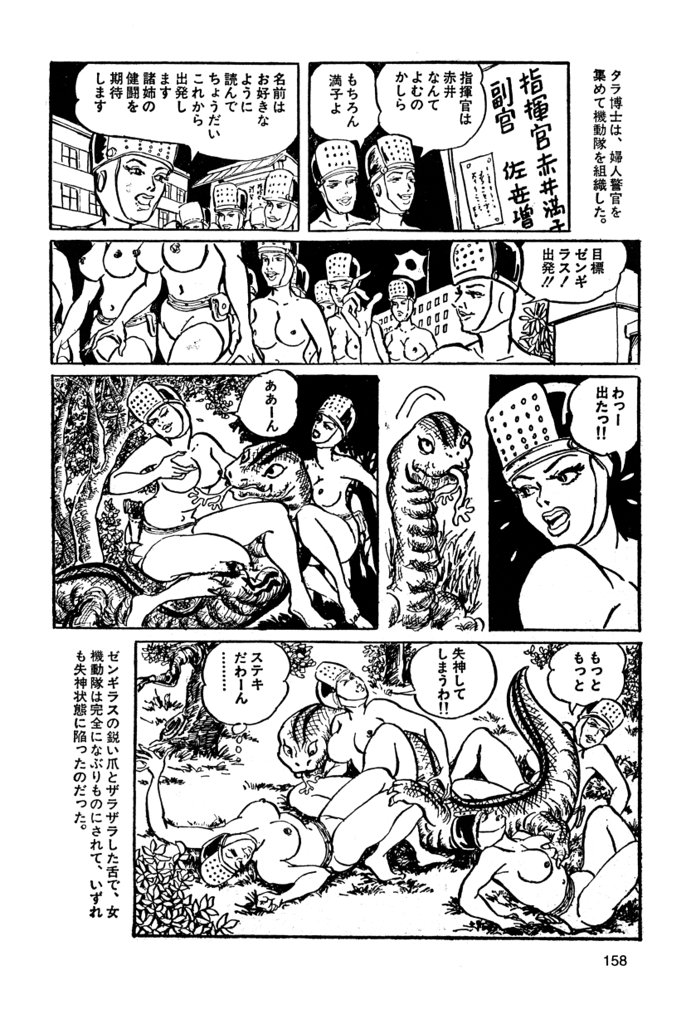 タラ博士は、婦人警官を
集めて機動隊を組織した。
指揮官赤井満子
副官　佐世増
指揮官は
赤井
なんて
よむの
かしら
もちろん
満子よ
名前は
お好きな
ように
読んで
ちょうだい
これから
出発し
ます
諸姉の
健闘を
期待
します
目標
ゼンギ
ラス！
出発！！
わっー
出たっ！！
ああーん
もっと
もっと
失神して
しまうわ！！
ステキ
だわーん
………
ゼンギラスの鋭い爪とザラザラした舌で、女
機動隊は完全になぶりものにされて、いずれ
も失神状態に陥ったのだった。
158